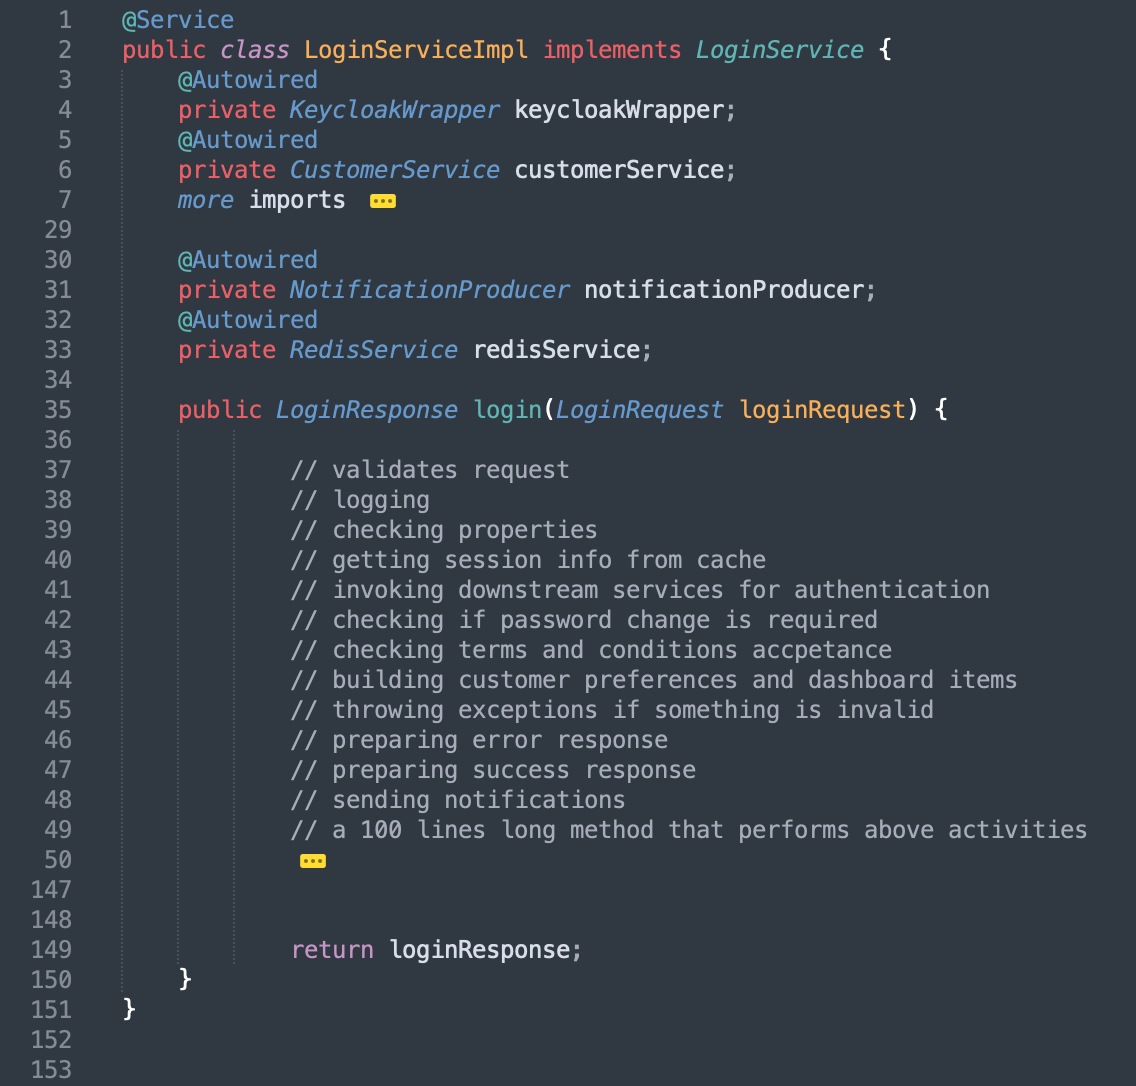 1 @Service
2 public class LoginServiceImpl implements LoginService {
3 @Autowired
4 private KeycloakWrapper keycloakWrapper;
5 @Autowired
6 private CustomerService customerService;
7 more imports
29
30 @Autowired
31 private NotificationProducer notificationProducer;
32 @Autowired
33 private RedisService redisService;
34
35 public LoginResponse login(LoginRequest loginRequest) {
36
37 // validates request
38 // logging
39 // checking properties
40 // getting session info from cache
41 // invoking downstream services for authentication
42 // checking if password change is required
43 // checking terms and conditions accpetance
44 // building customer preferences and dashboard items
45 // throwing exceptions if something is invalid
46 // preparing error response
47 // preparing success response
48 // sending notifications
49 // a 100 lines long method that performs above activities
50
147
148
149 return loginResponse;
150 }
151 }
152
153